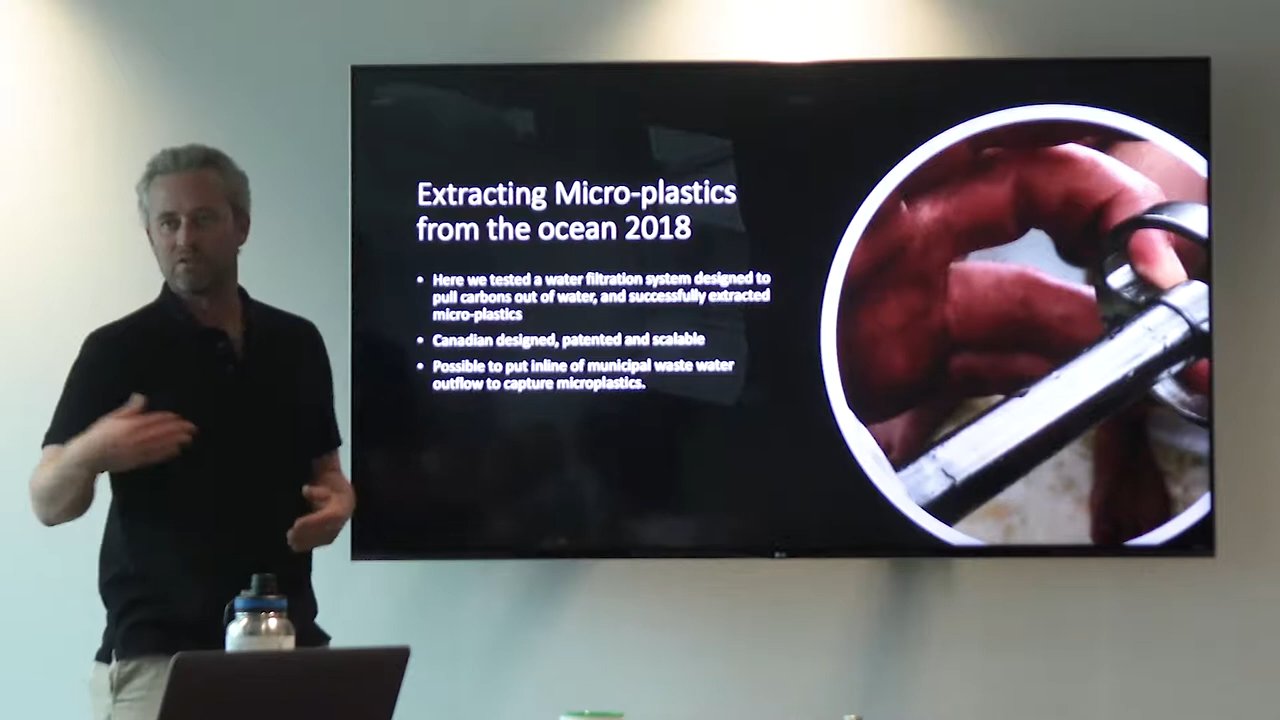 Extracting Micro-plastics
from the ocean 2018
• Here we tested a water filtration system designed to
pull carbons out of water, and successfully extracted
micro-plastics
• Canadian designed, patented and scalable
• Possible to put inline of municipal waste water
outflow to capture microplastics.